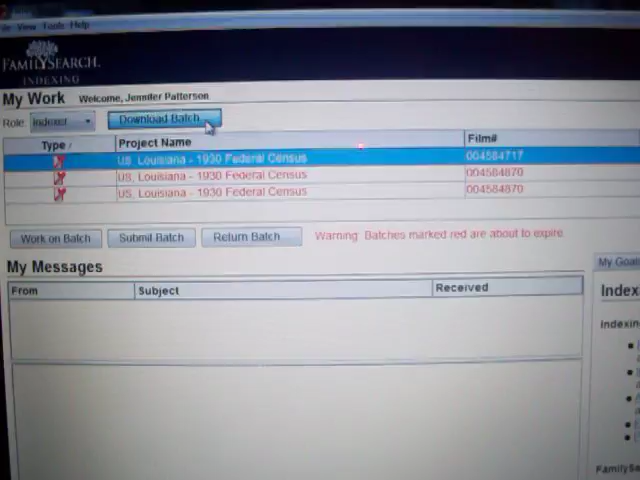 View Tools Help
FAMILYSEARCH.
INDEXING
My Work Welcome, Jennifer Patterson
Role: Indexer Download Batch
Type / Project Name Film#
US, Louisiana - 1930 Federal Census 004584717
US, Louisiana - 1930 Federal Census 004584870
US, Louisiana - 1930 Federal Census 004584870
Work on Batch Submit Batch Return Batch Warning: Batches marked red are about to expire.
My Messages My Goals
From Subject Received Index
Indexing
FamilySe